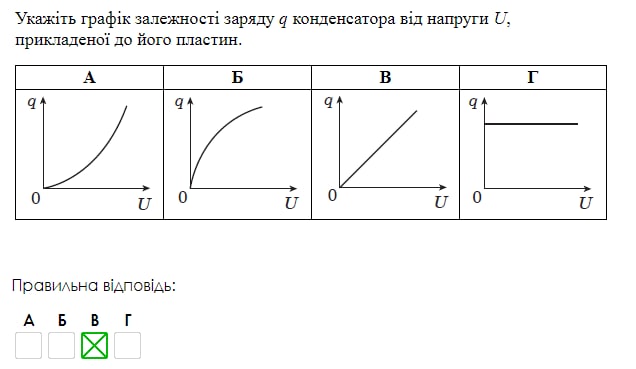 Укажіть графік залежності заряду q конденсатора від напруги U,
прикладеної до його пластин.
А Б В Г
q q q q
0 U 0 U 0 U 0 U
Правильна відповідь:
А Б В Г